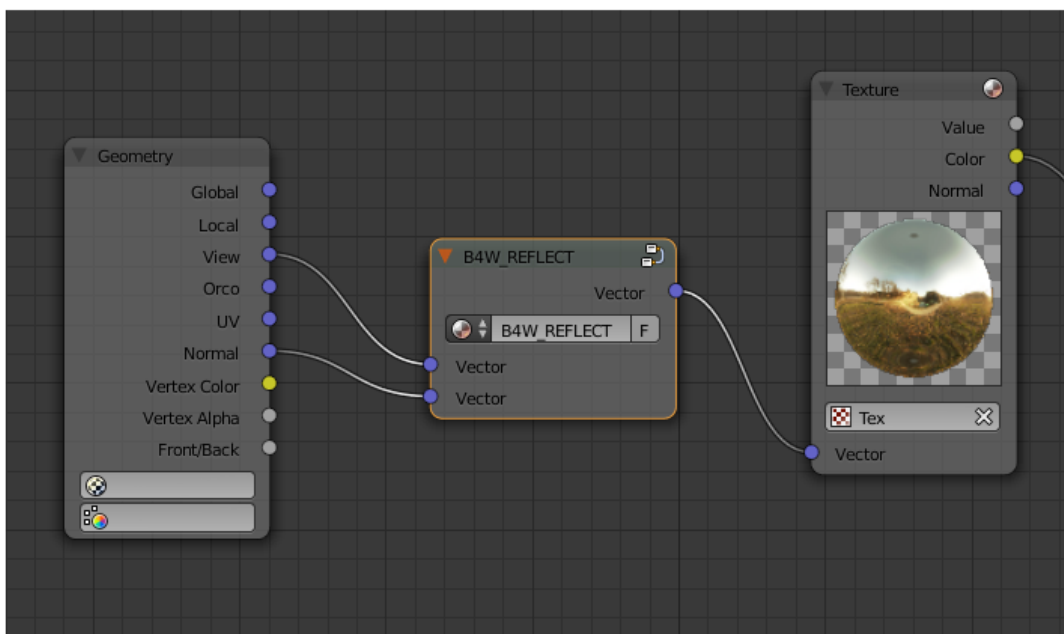 Geometry
Global
Local
View
Orco
UV
Normal
Vertex Color
Vertex Alpha
Front/Back
B4W_REFLECT
Vector
B4W_REFLECT F
Vector
Vector
Texture
Value
Color
Normal
Tex
Vector